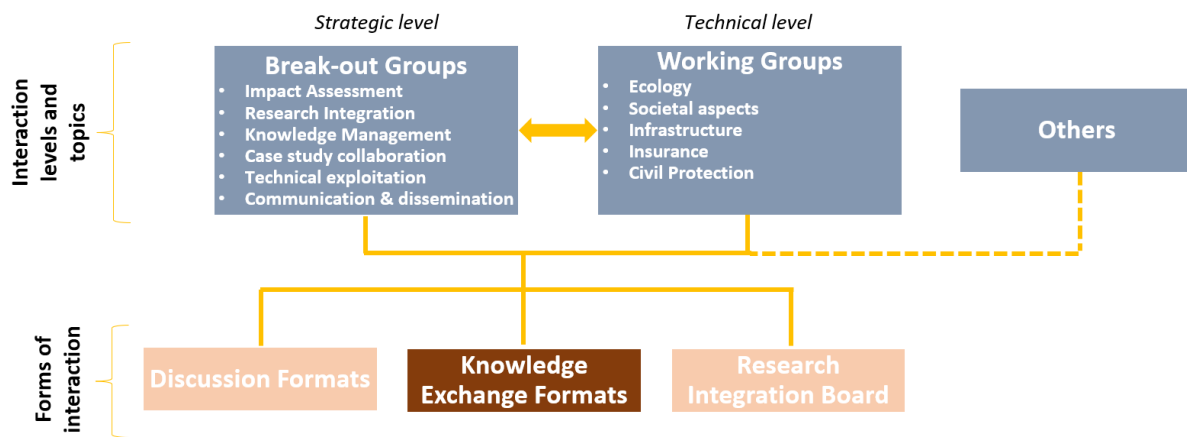 Strategic level
Technical level
Interaction
levels and
topics
Break-out Groups
• Impact Assessment
• Research Integration
• Knowledge Management
• Case study collaboration
• Technical exploitation
• Communication & dissemination
Working Groups
• Ecology
• Societal aspects
• Infrastructure
• Insurance
• Civil Protection
Others
Forms of
interaction
Discussion Formats
Knowledge
Exchange Formats
Research
Integration Board